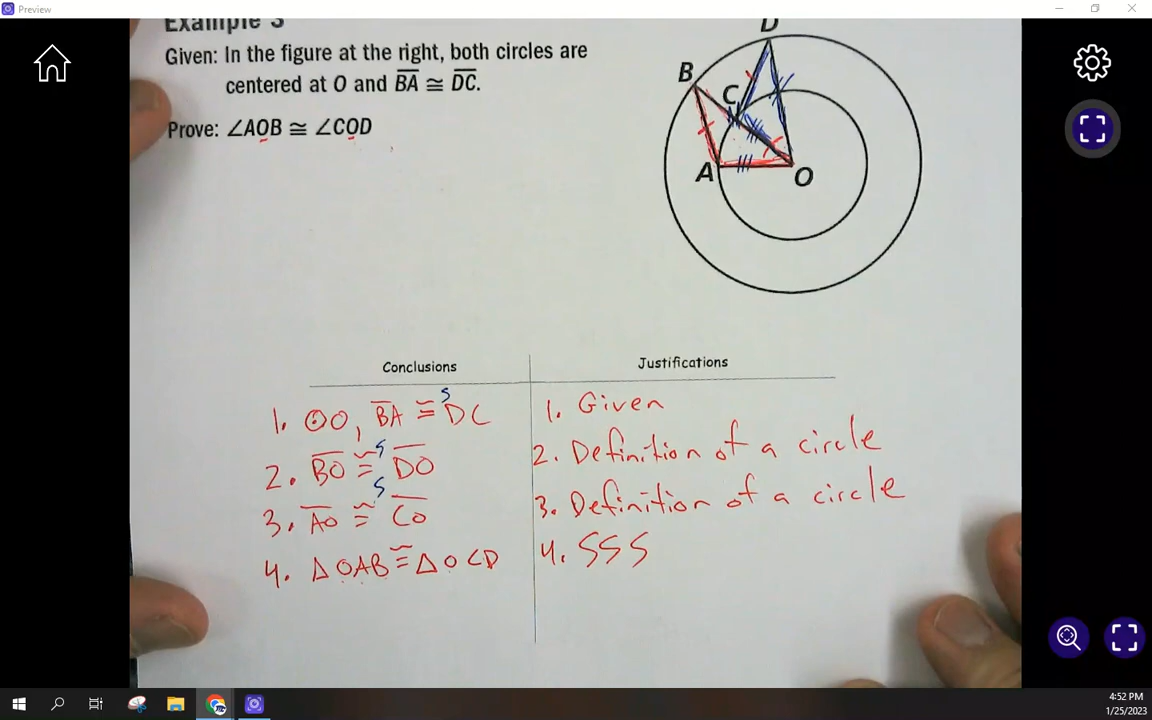 Preview
Example 3
Given: In the figure at the right, both circles are
centered at O and BA ≅ DC.
Prove: ∠AOB ≅ ∠COD
D
B
C
A
O
Conclusions
Justifications
1. ⊙O, BA ≅ DC
S
1. Given
2. BO ≅ DO
S
2. Definition of a circle
3. AO ≅ CO
S
3. Definition of a circle
4. △OAB ≅ △OCD
4. SSS
4:52 PM
1/25/2023